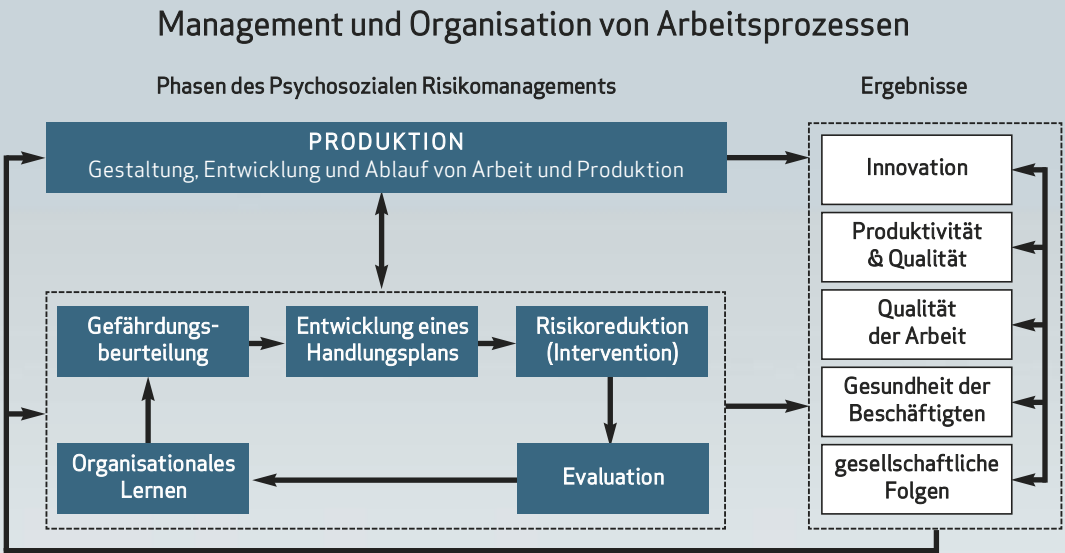 Management und Organisation von Arbeitsprozessen
Phasen des Psychosozialen Risikomanagements
Ergebnisse
PRODUKTION
Gestaltung, Entwicklung und Ablauf von Arbeit und Produktion
Gefährdungs-
beurteilung
Entwicklung eines
Handlungsplans
Risikoreduktion
(Intervention)
Organisationales
Lernen
Evaluation
Innovation
Produktivität
& Qualität
Qualität
der Arbeit
Gesundheit der
Beschäftigten
gesellschaftliche
Folgen